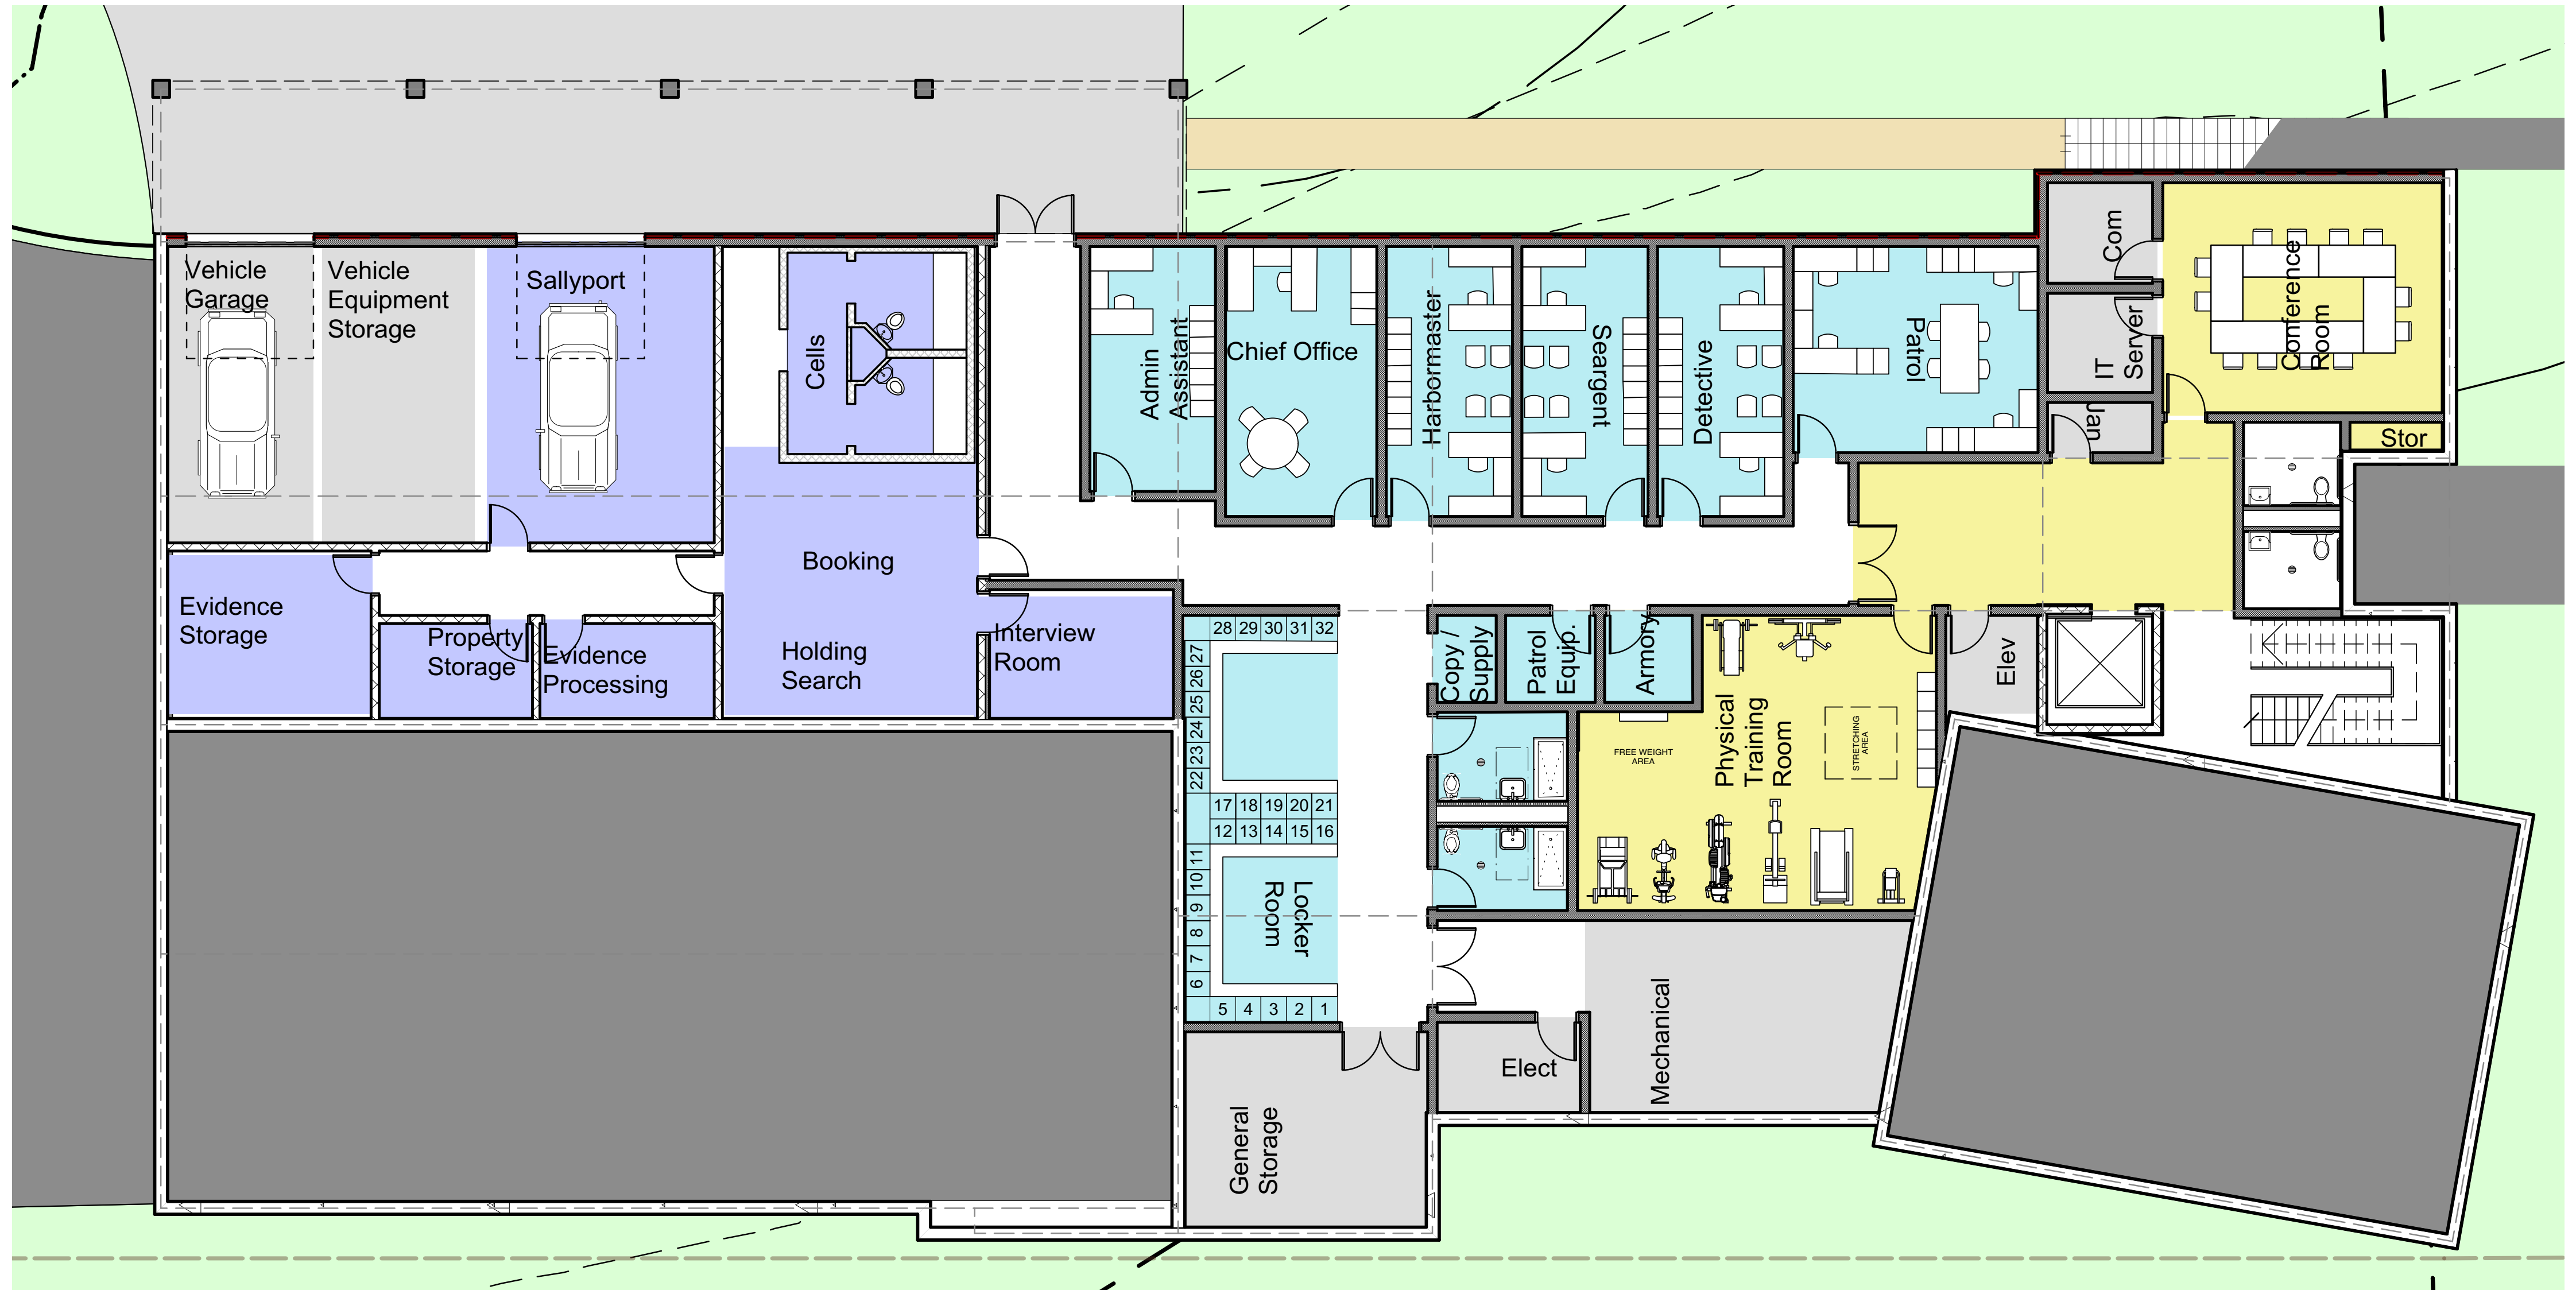 Vehicle
Garage
Vehicle
Equipment
Storage
Sallyport
Cells
Admin
Assistant
Chief Office
Harbormaster
Seargent
Detective
Patrol
Com
IT
Server
Jan
Conference
Room
Stor
Booking
Evidence
Storage
Property
Storage
Evidence
Processing
Holding
Search
Interview
Room
28 29 30 31 32
27
26
25
24
23
22
17 18 19 20 21
12 13 14 15 16
11
10
9
8
7
6
5 4 3 2 1
Locker
Room
Copy /
Supply
Patrol
Equip.
Armory
Physical
Training
Room
FREE WEIGHT
AREA
STRETCHING
AREA
Elev
Elect
Mechanical
General
Storage